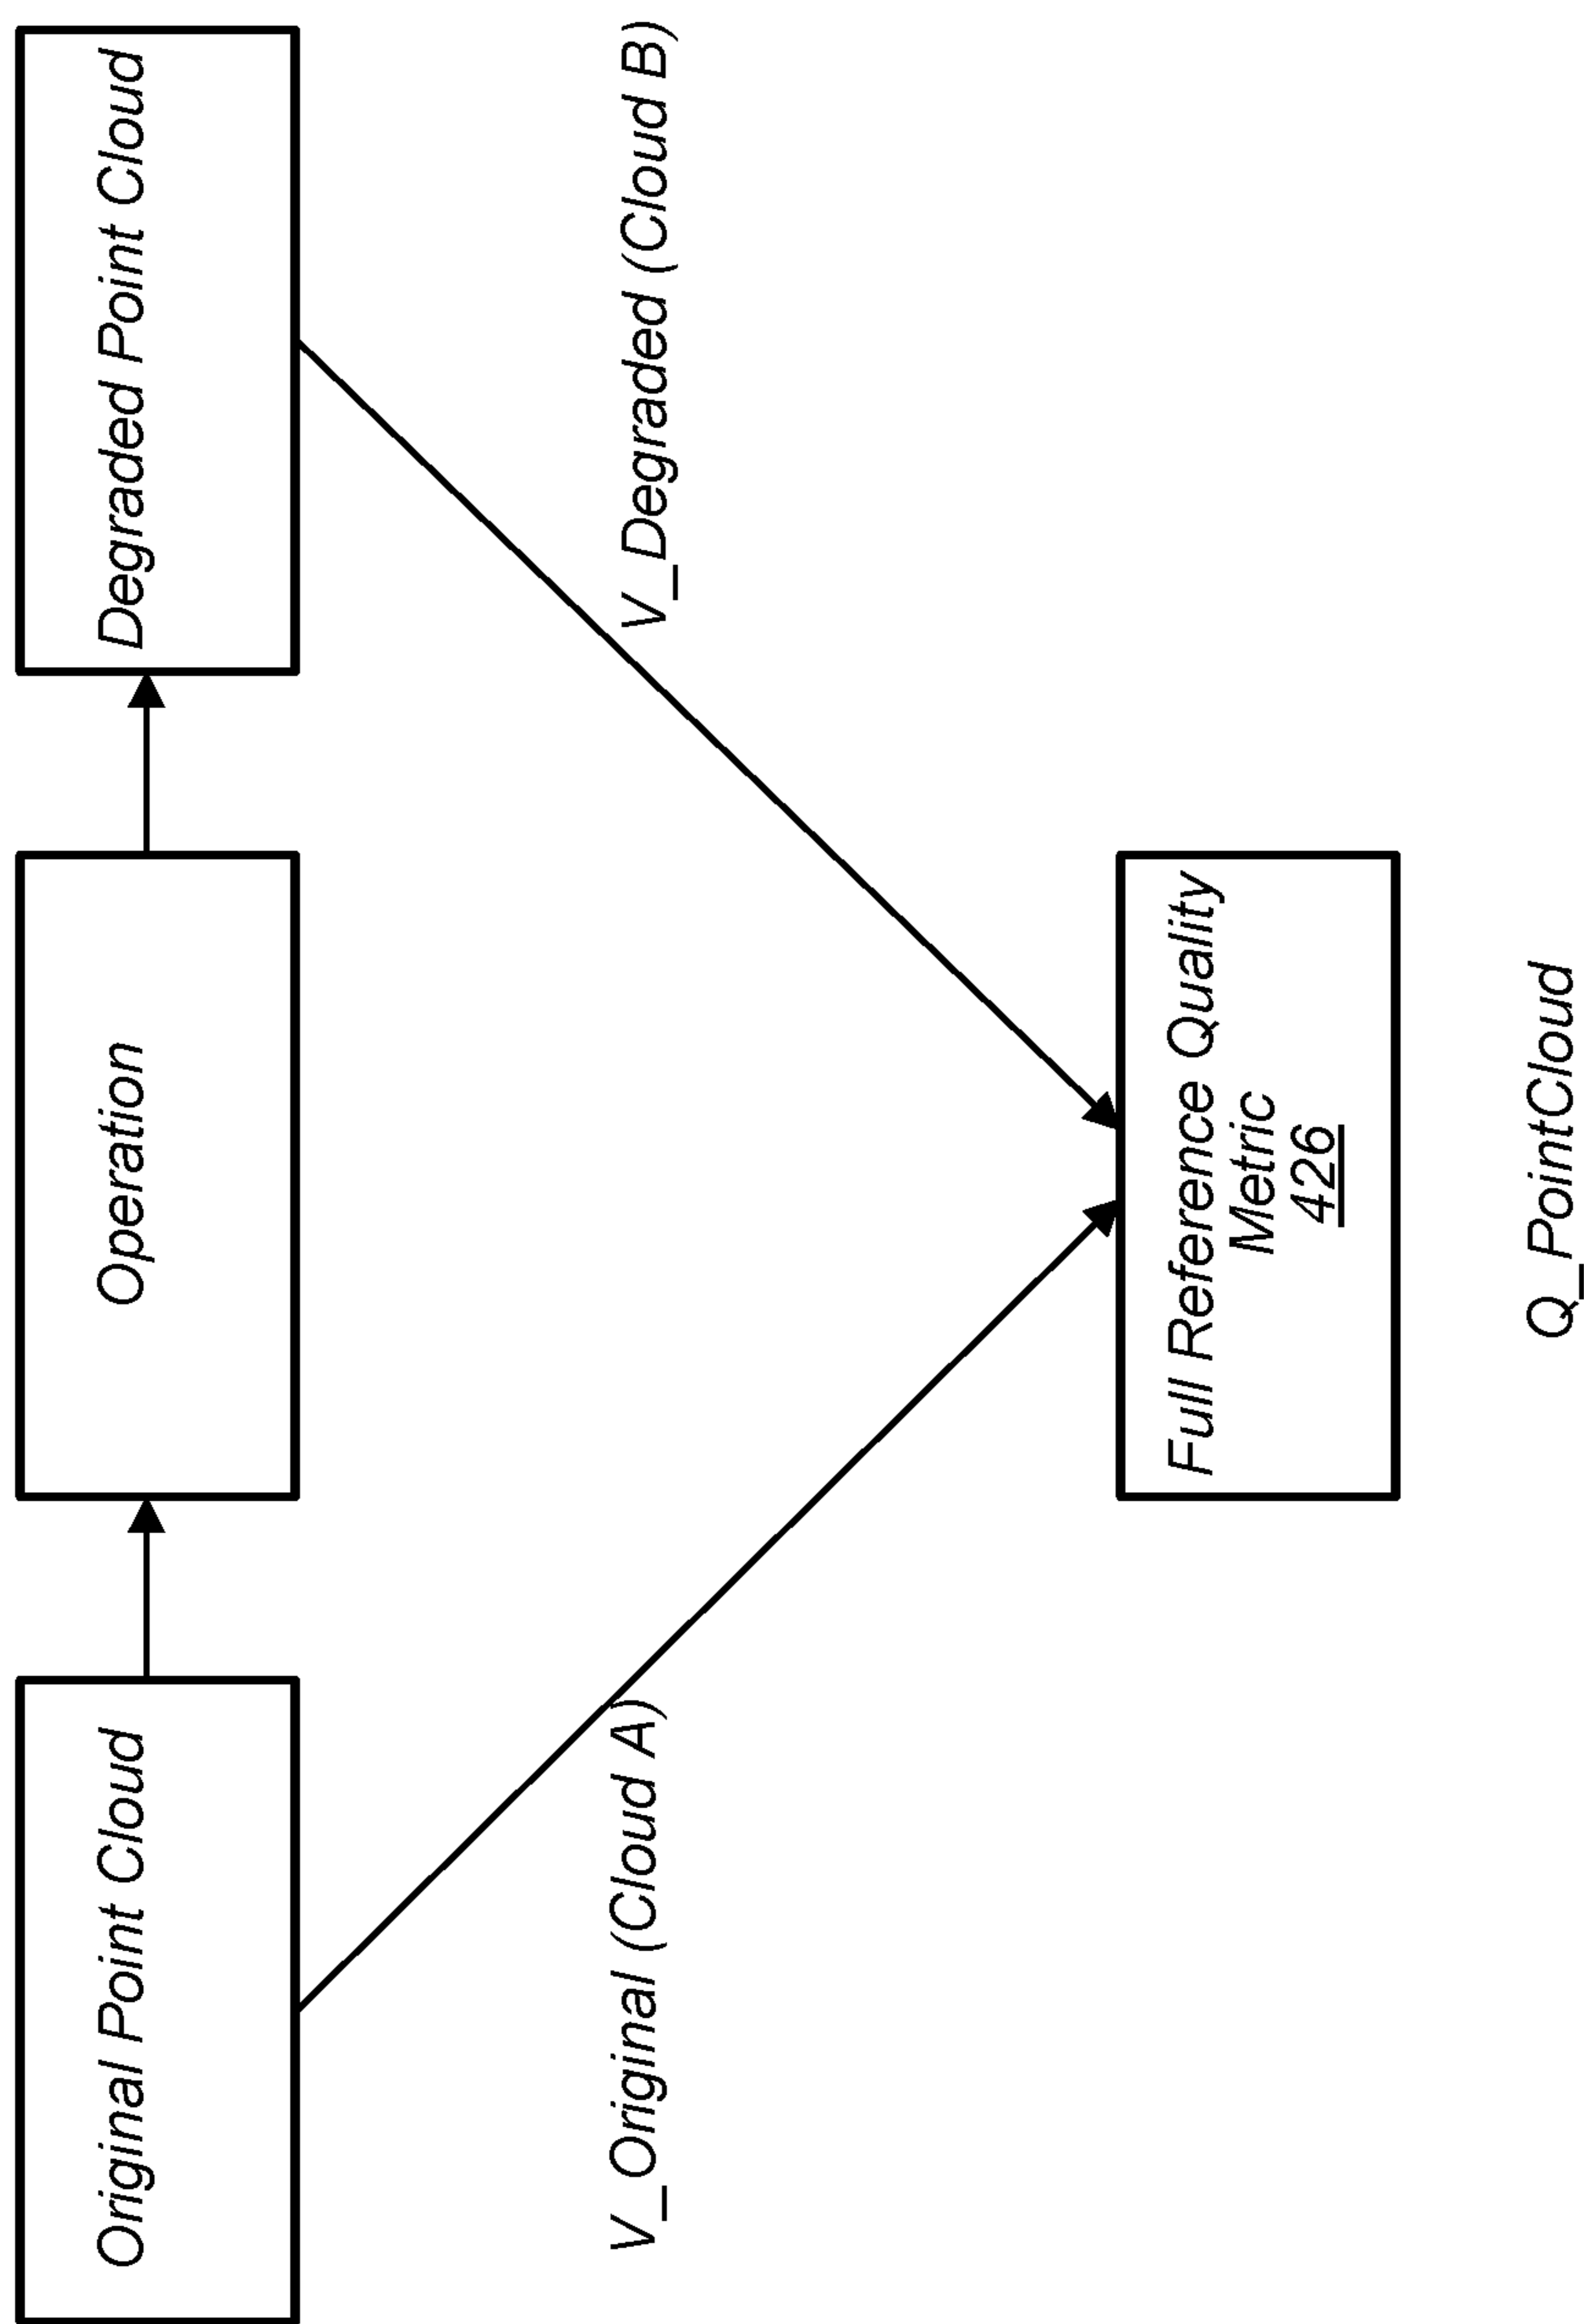 Original Point Cloud
Operation
Degraded Point Cloud
V_Original (Cloud A)
V_Degraded (Cloud B)
Full Reference Quality
Metric
426
Q_PointCloud